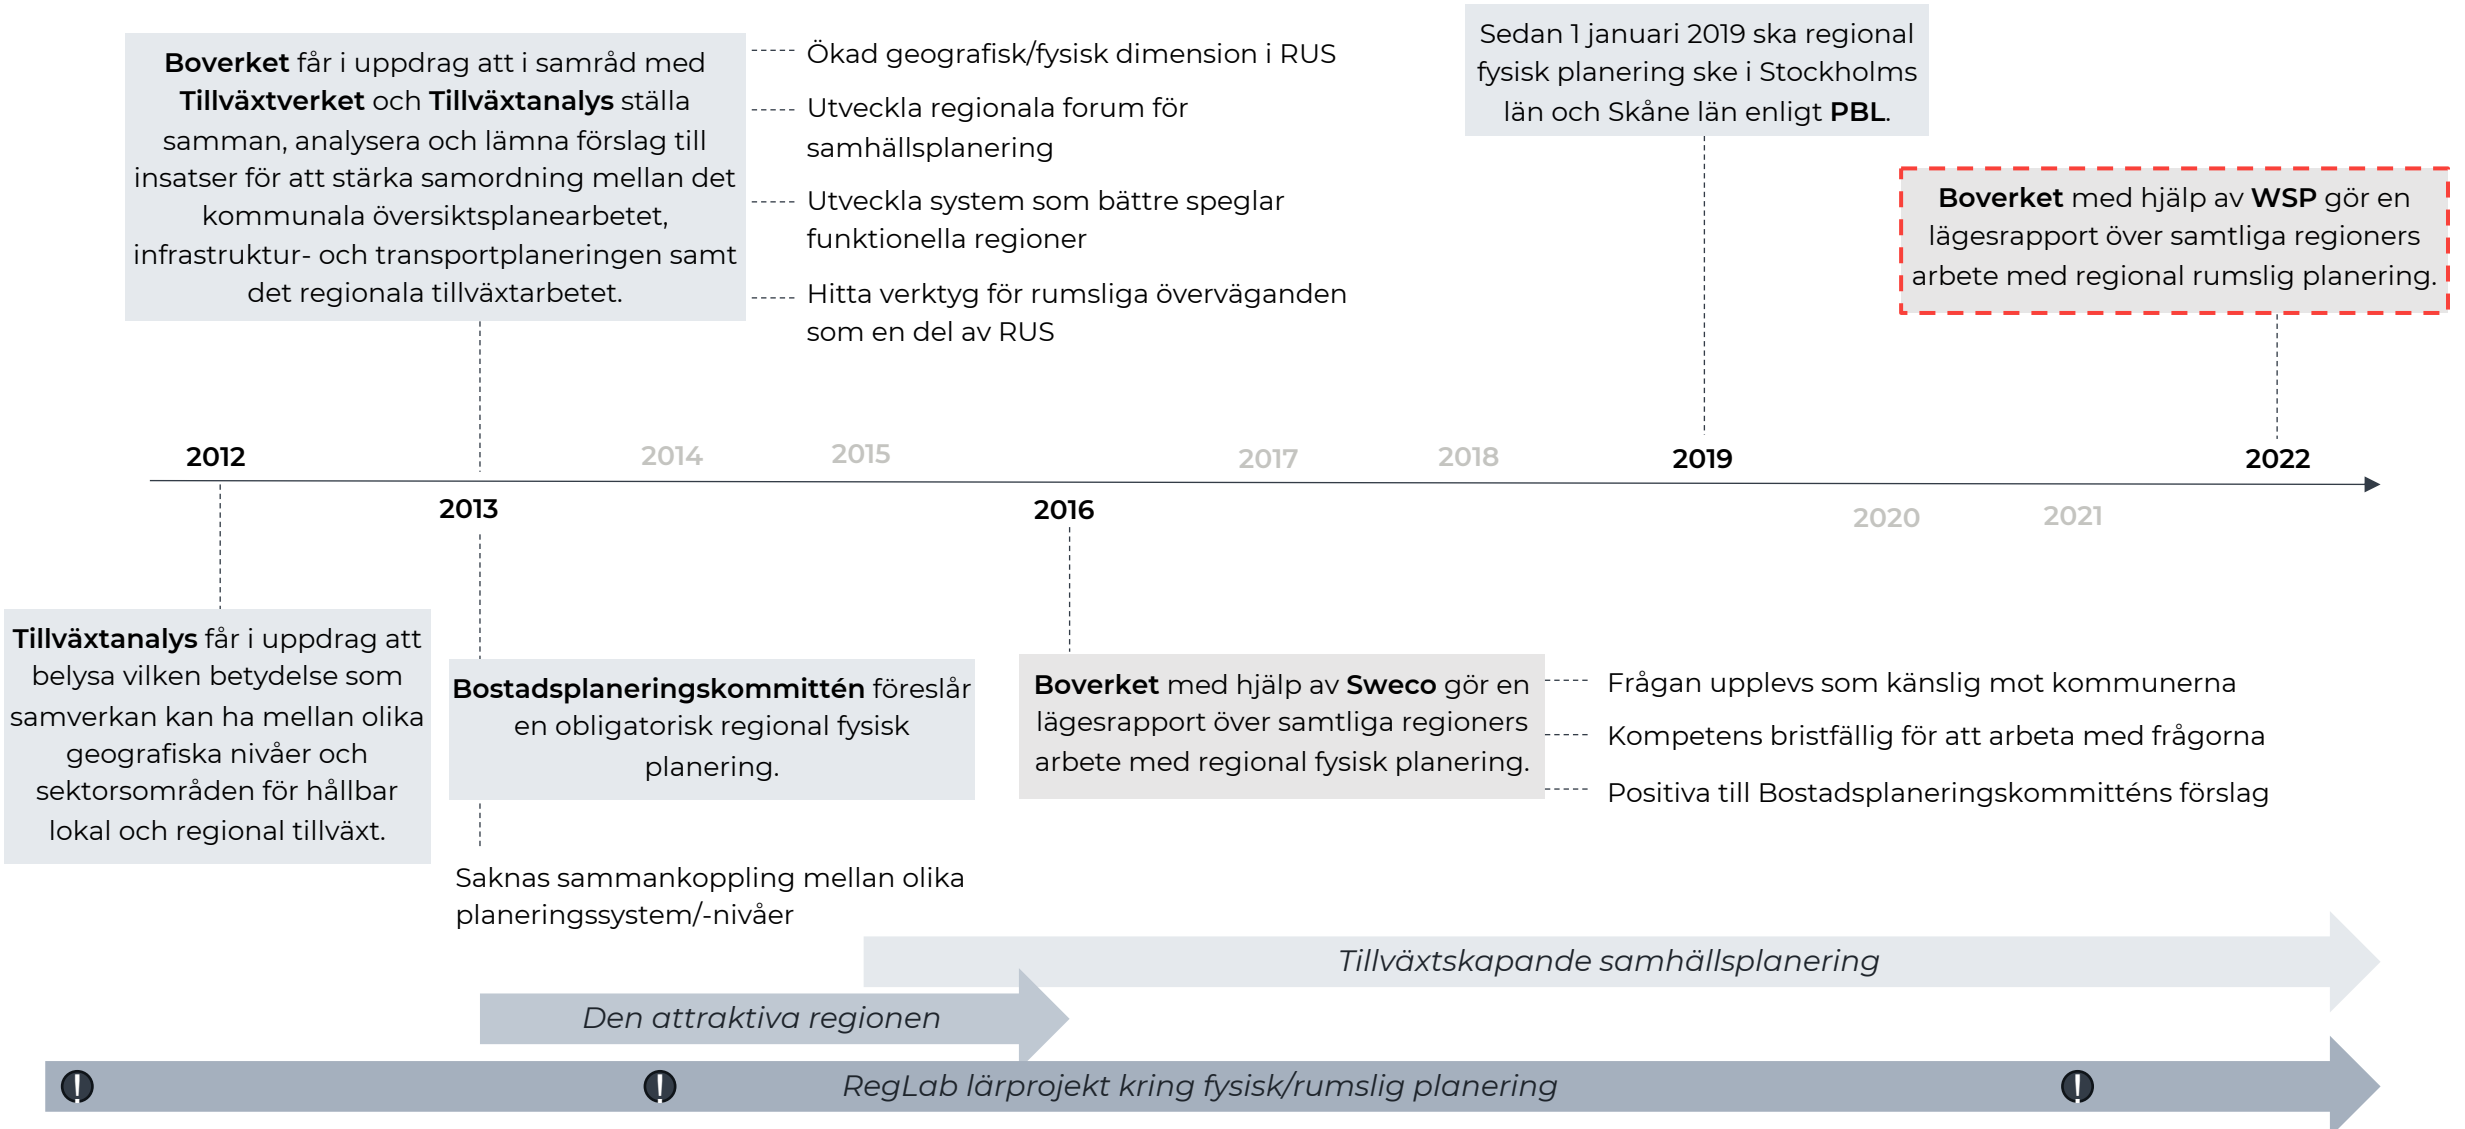 Boverket får i uppdrag att i samråd med
Tillväxtverket och Tillväxtanalys ställa
samman, analysera och lämna förslag till
insatser för att stärka samordning mellan det
kommunala översiktsplanearbetet,
infrastruktur- och transportplaneringen samt
det regionala tillväxtarbetet.
Ökad geografisk/fysisk dimension i RUS
Utveckla regionala forum för
samhällsplanering
Utveckla system som bättre speglar
funktionella regioner
Hitta verktyg för rumsliga överväganden
som en del av RUS
Sedan 1 januari 2019 ska regional
fysisk planering ske i Stockholms
län och Skåne län enligt PBL.
Boverket med hjälp av WSP gör en
lägesrapport över samtliga regioners
arbete med regional rumslig planering.
2012
2013
2014
2015
2016
2017
2018
2019
2020
2021
2022
Tillväxtanalys får i uppdrag att
belysa vilken betydelse som
samverkan kan ha mellan olika
geografiska nivåer och
sektorsområden för hållbar
lokal och regional tillväxt.
Bostadsplaneringskommittén föreslår
en obligatorisk regional fysisk
planering.
Saknas sammankoppling mellan olika
planeringssystem/-nivåer
Boverket med hjälp av Sweco gör en
lägesrapport över samtliga regioners
arbete med regional fysisk planering.
Frågan upplevs som känslig mot kommunerna
Kompetens bristfällig för att arbeta med frågorna
Positiva till Bostadsplaneringskommitténs förslag
Tillväxtskapande samhällsplanering
Den attraktiva regionen
RegLab lärprojekt kring fysisk/rumslig planering